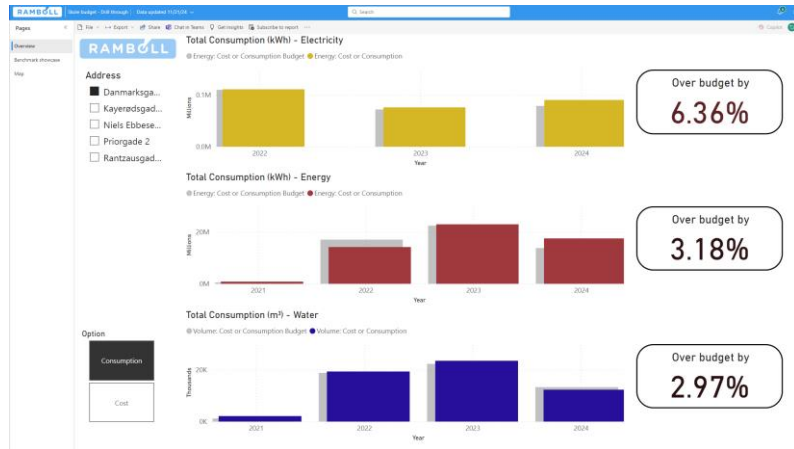 RAMBOLL
State budget - Drill through | Data updated 11/21/24
Search
Pages
File
Export
Share
Chat in Teams
Get insights
Subscribe to report
Copilot
Overview
Benchmark showcase
Map
RAMBOLL
Address
Danmarksga...
Kayerødsgad...
Niels Ebbese...
Priorgade 2
Rantzausgad...
Total Consumption (kWh) - Electricity
Energy: Cost or Consumption Budget Energy: Cost or Consumption
Millions
0.1M
0.0M
2022 2023 2024
Year
Over budget by
6.36%
Total Consumption (kWh) - Energy
Energy: Cost or Consumption Budget Energy: Cost or Consumption
Millions
20M
0M
2021 2022 2023 2024
Year
Over budget by
3.18%
Total Consumption (m³) - Water
Volume: Cost or Consumption Budget Volume: Cost or Consumption
Thousands
20K
0K
2021 2022 2023 2024
Year
Over budget by
2.97%
Option
Consumption
Cost